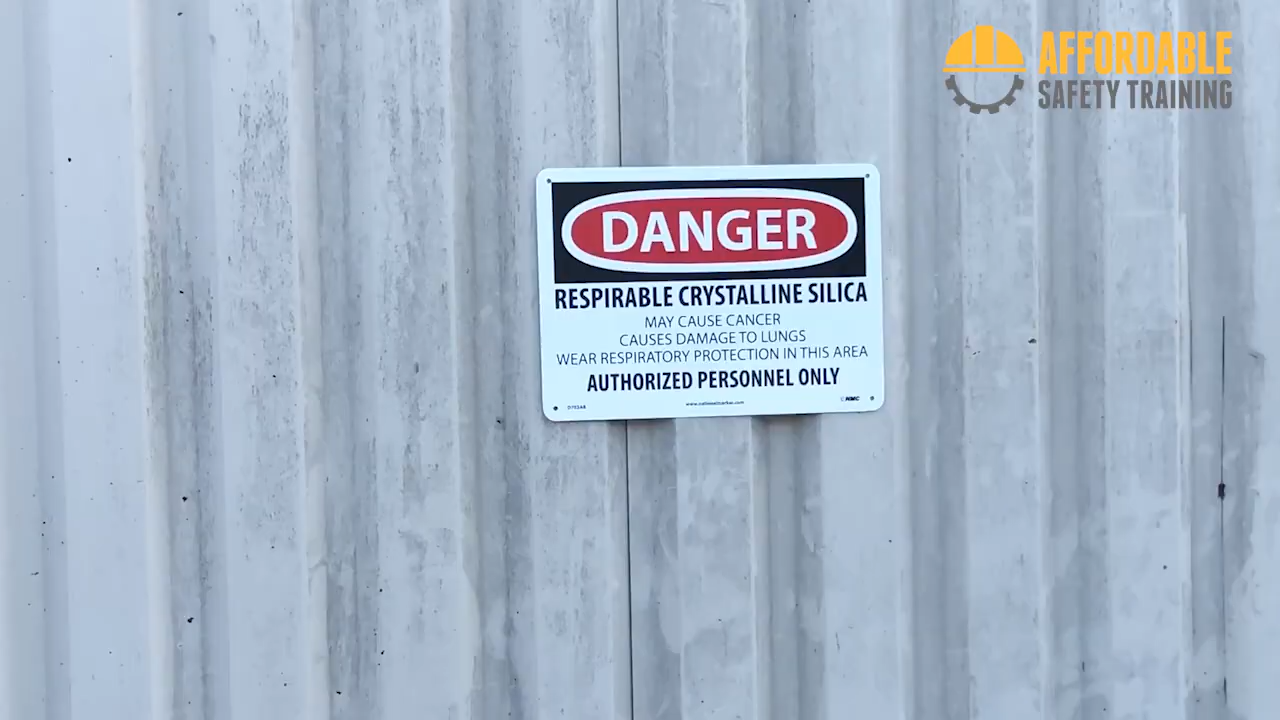 AFFORDABLE
SAFETY TRAINING
DANGER
RESPIRABLE CRYSTALLINE SILICA
MAY CAUSE CANCER
CAUSES DAMAGE TO LUNGS
WEAR RESPIRATORY PROTECTION IN THIS AREA
AUTHORIZED PERSONNEL ONLY
NMC